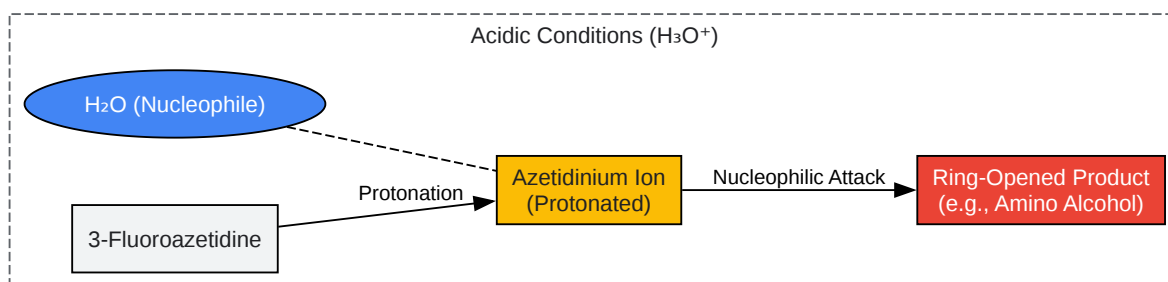 Acidic Conditions (H₃O⁺)
H₂O (Nucleophile)
Protonation
3-Fluoroazetidine
Azetidinium Ion
(Protonated)
Nucleophilic Attack
Ring-Opened Product
(e.g., Amino Alcohol)